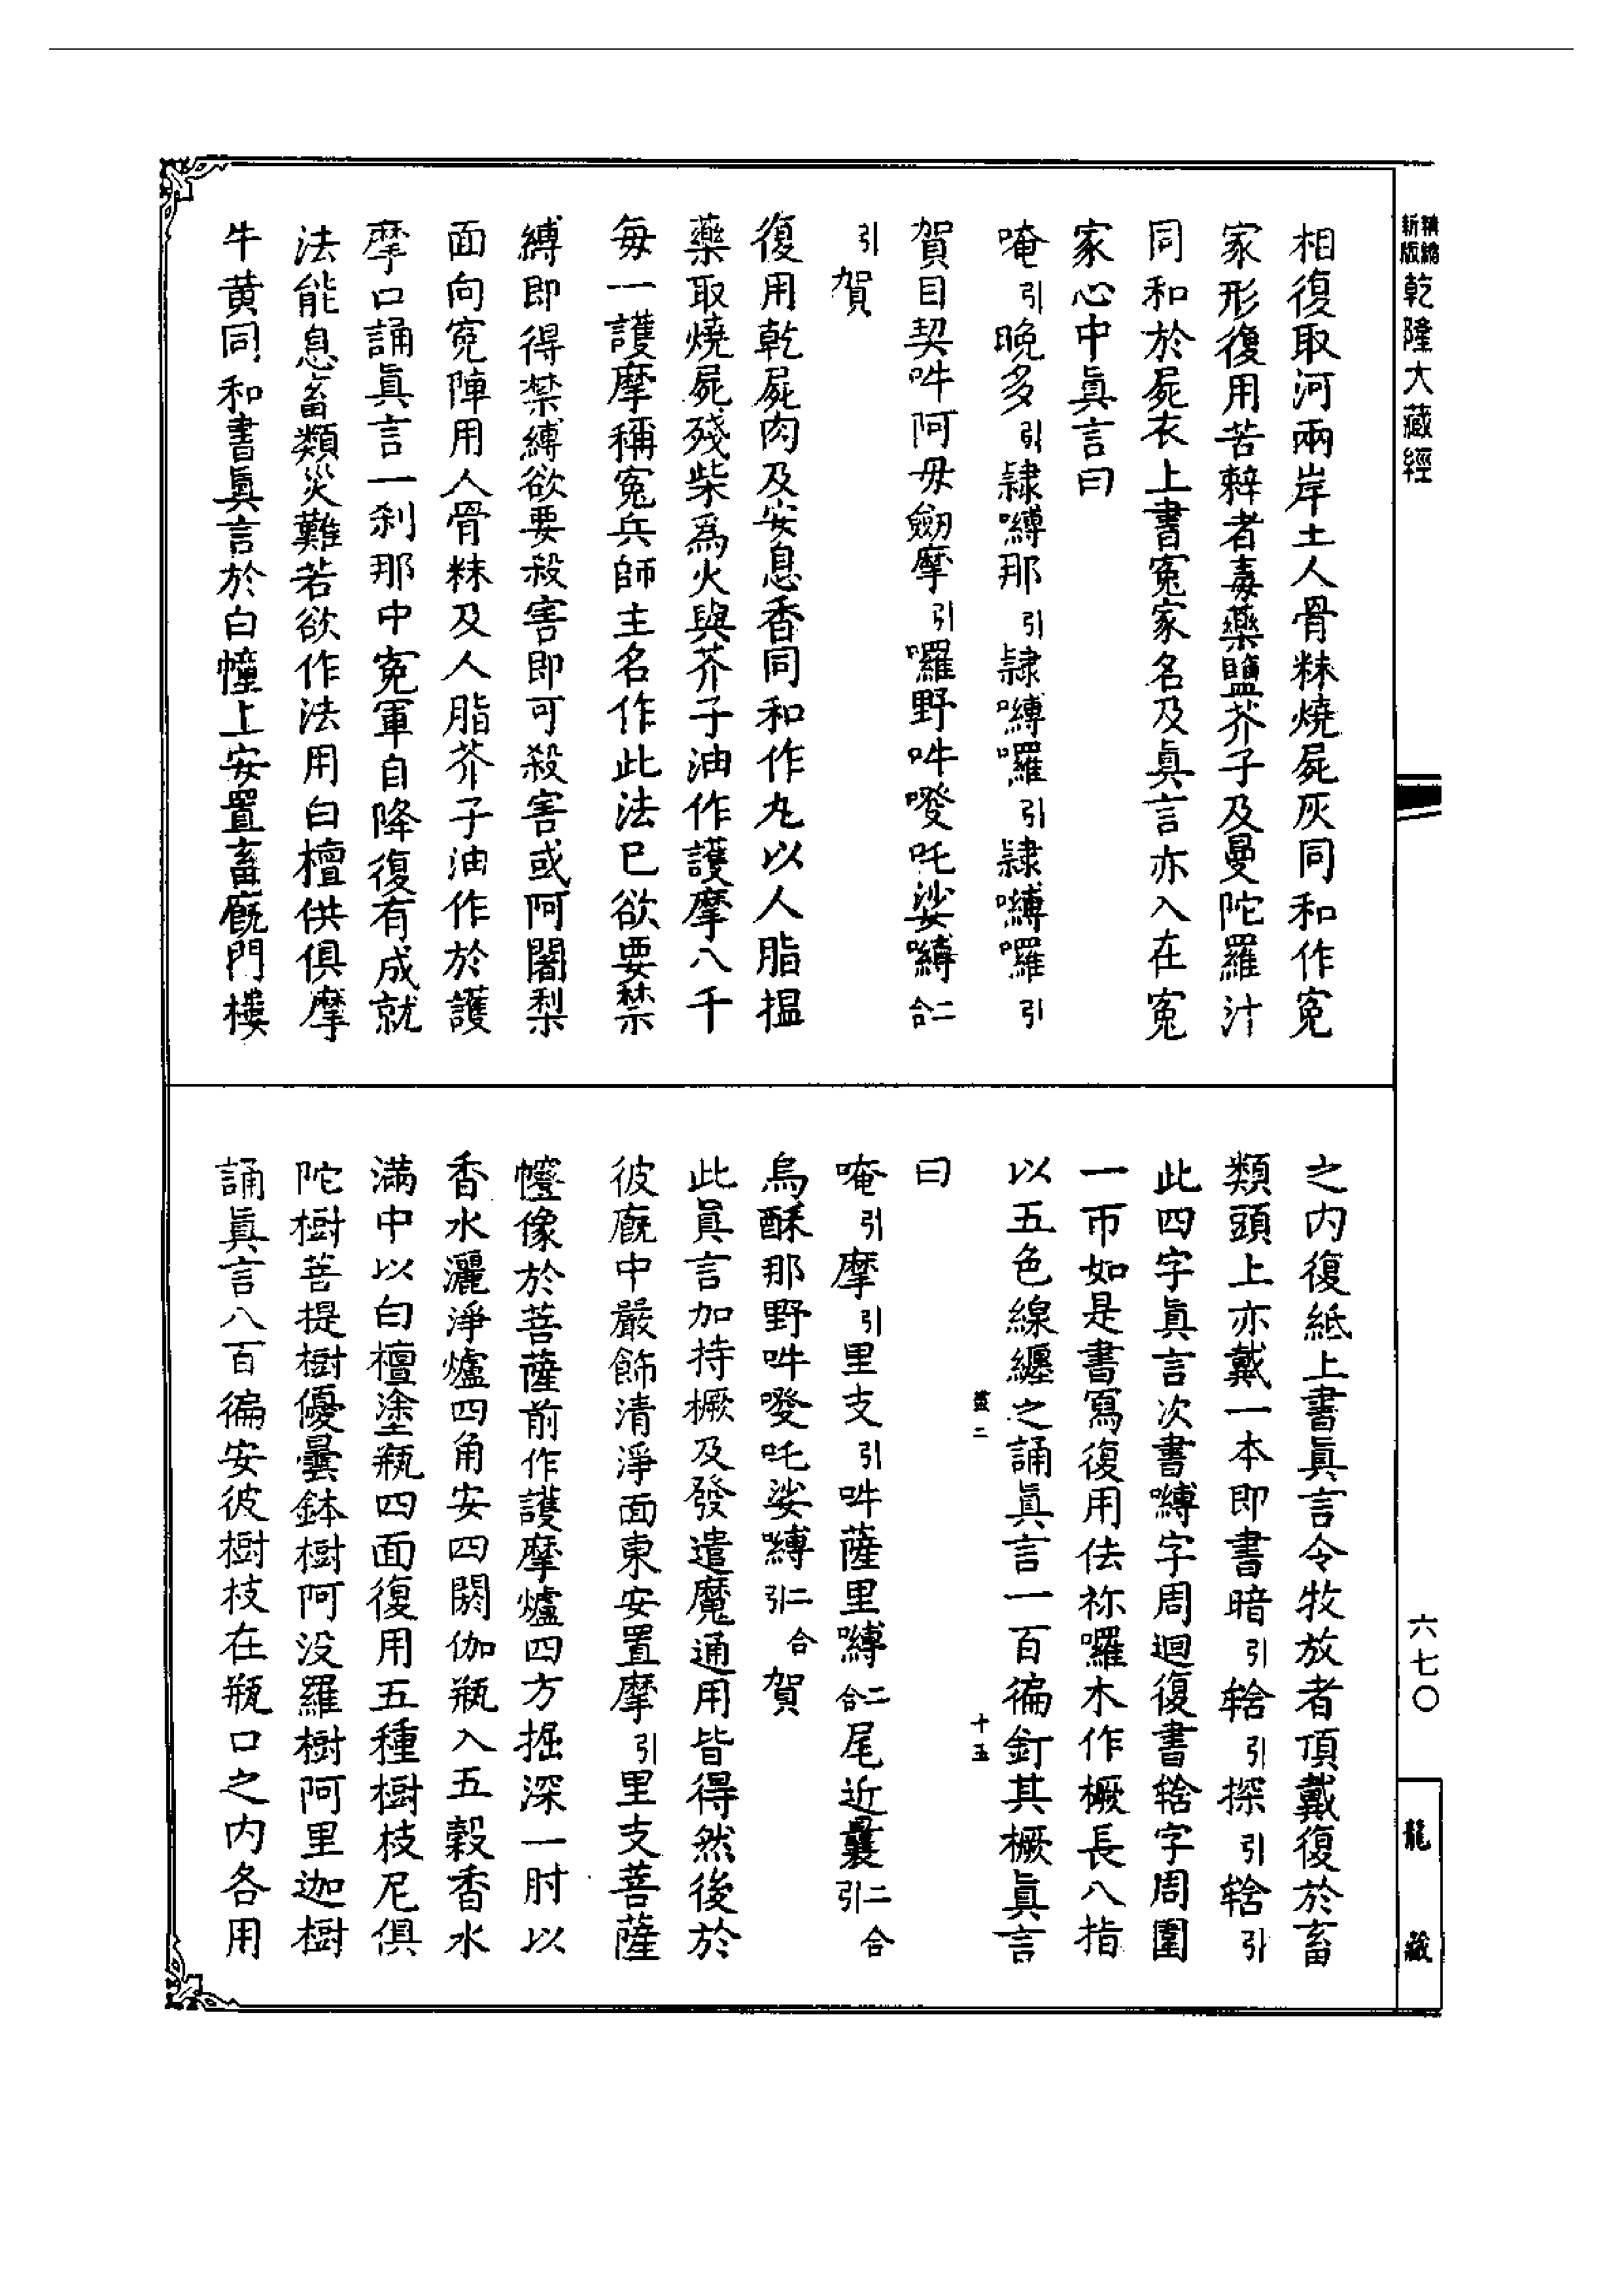 新版精編 乾隆大藏經
相復取河兩岸土人骨粖燒屍灰同和作寃
家形復用苦辢者毒藥鹽芥子及曼陀羅汁
同和於屍衣上書寃家名及眞言亦入在寃
家心中眞言曰
唵引晚多引隷嚩那引隷嚩囉引隷嚩囉引
賀目契吽阿毋劒摩引囉野吽癹吒娑嚩二合
引賀
復用乾屍肉及安息香同和作丸以人脂揾
藥取燒屍殘柴爲火與芥子油作護摩八千
每一護摩稱寃兵師主名作此法已欲要禁
縛即得禁縛欲要殺害即可殺害或阿闍梨
面向寃陣用人骨粖及人脂芥子油作於護
摩口誦眞言一刹那中寃軍自降復有成就
法能息畜類災難若欲作法用白檀供俱摩
牛黄同和書眞言於白幢上安置畜廐門樓
之内復紙上書眞言令牧放者頂戴復於畜
類頭上亦戴一本即書暗引辖引探引辖引
此四字眞言次書嚩字周迴復書辖字周圍
一帀如是書寫復用佉祢囉木作橛長八指
以五色線纏之誦眞言一百徧釘其橛眞言
二 十五
曰
唵引摩引里支引吽薩里嚩二合尾近曩二合引
烏酥那野吽癹吒娑嚩二合引賀
此眞言加持橛及發遣魔通用皆得然後於
彼廐中嚴飾清淨面東安置摩引里支菩薩
㡧像於菩薩前作護摩爐四方掘深一肘以
香水灑淨爐四角安四閼伽瓶入五穀香水
滿中以白檀塗瓶四面復用五種樹枝尼俱
陀樹菩提樹優曇鉢樹阿没羅樹阿里迦樹
誦眞言八百徧安彼樹枝在瓶口之内各用
六七〇
龍藏